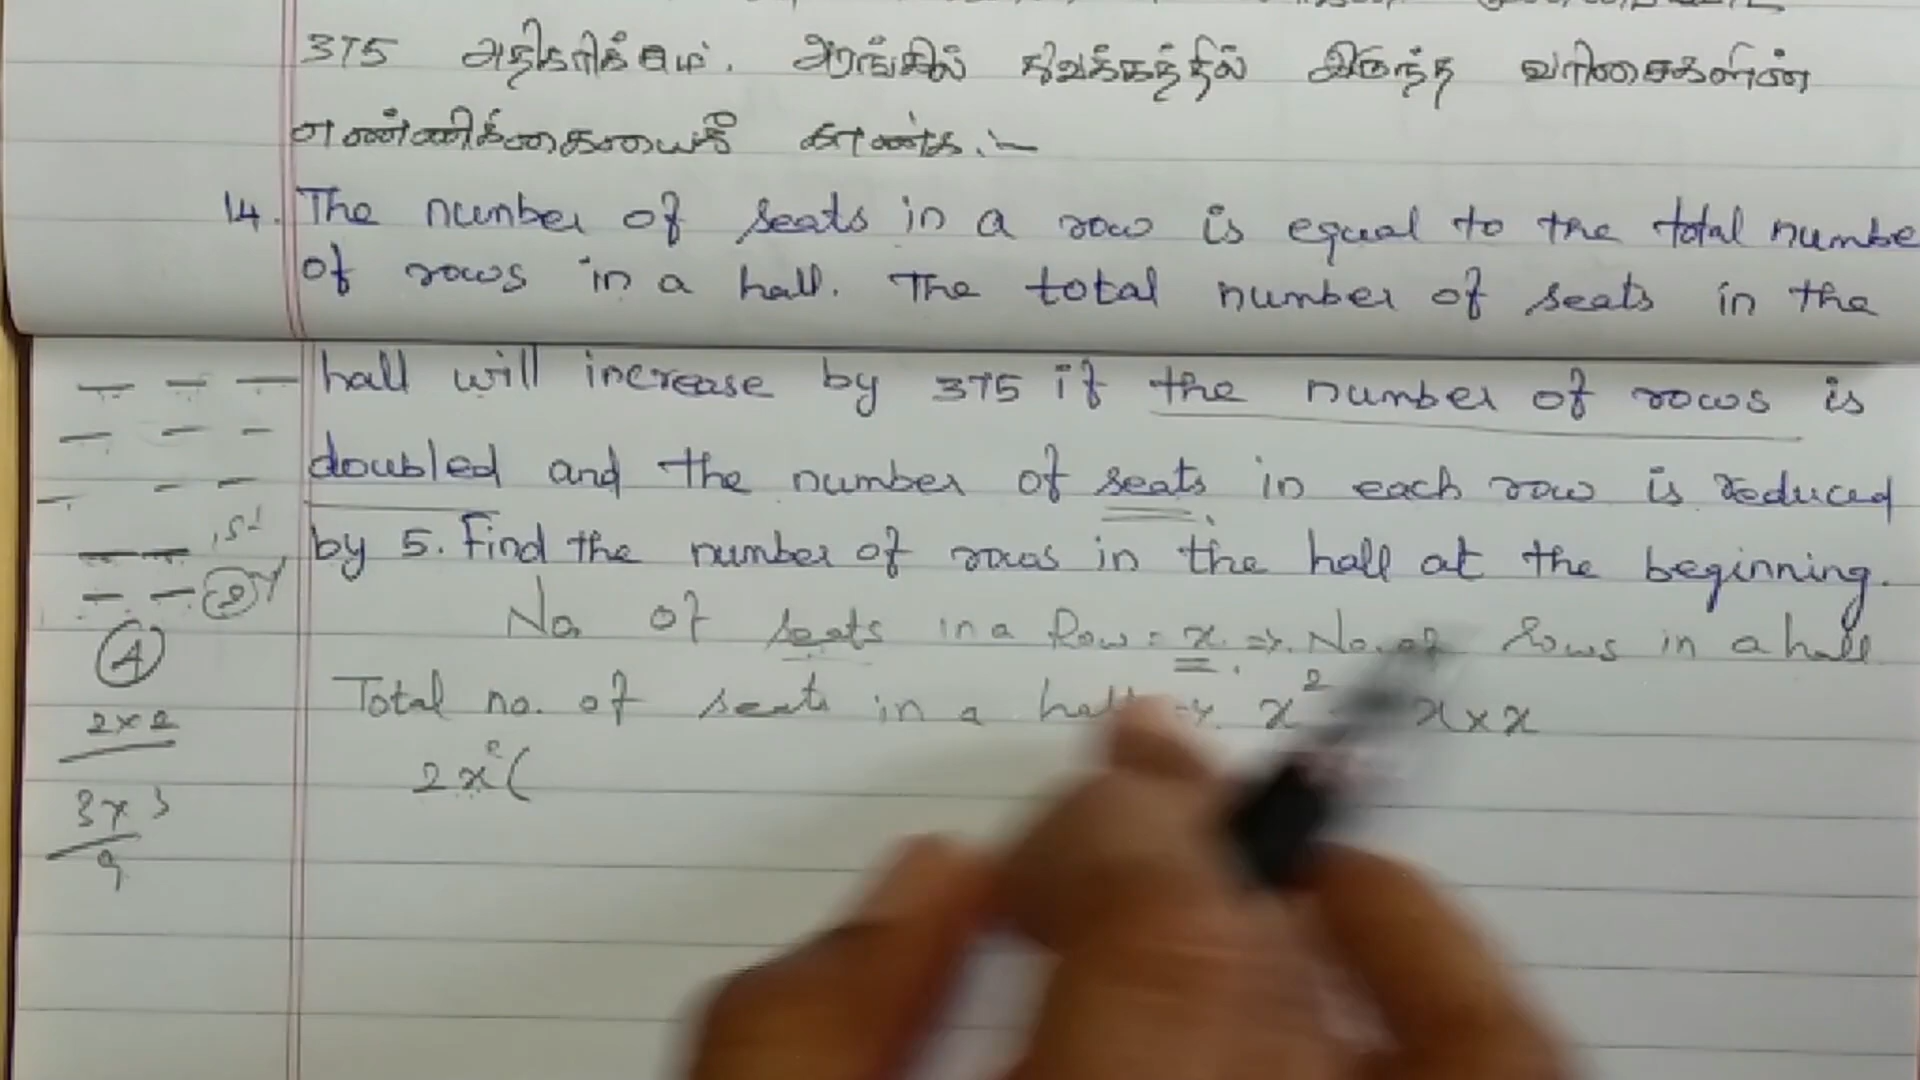 375 அதிகரிக்கும். அரங்கில் துவக்கத்தில் இருந்த வரிசைகளின்
எண்ணிக்கையைக் காண்க.:-
14. The number of seats in a row is equal to the total numbe
of rows in a hall. The total number of seats in the
hall will increase by 375 if the number of rows is
doubled and the number of seats in each row is reduced
by 5. Find the number of rows in the hall at the beginning.
No. of seats in a Row = x. ⇒ No. of Rows in a hall
Total no. of seats in a hall x² x×x
2x²(
4
2×2
3×3
9